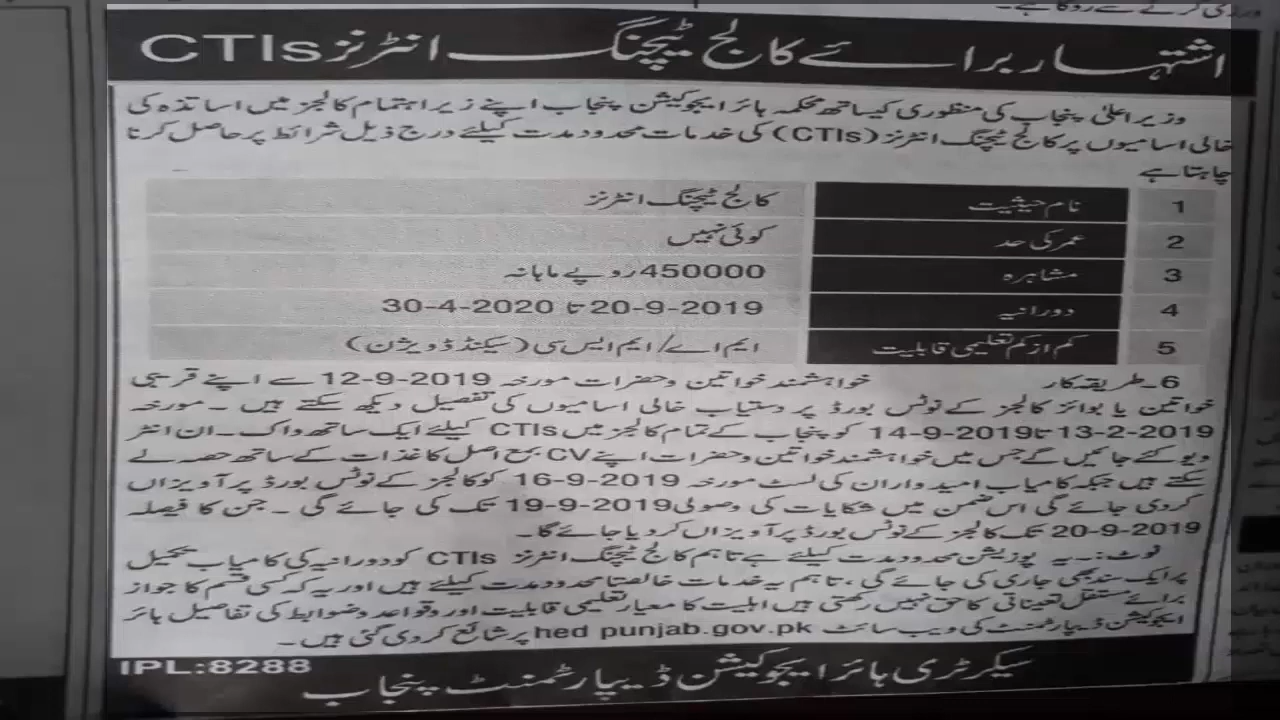 ورزی کرنے سے روکا ہے۔
اشتہار برائے کالج ٹیچنگ انٹرنز CTIs
وزیر اعلیٰ پنجاب کی منظوری کیساتھ محکمہ ہائر ایجوکیشن پنجاب اپنے زیر اہتمام کالجز میں اساتذہ کی
خالی اسامیوں پر کالج ٹیچنگ انٹرنز (CTIs) کی خدمات محدود مدت کیلئے درج ذیل شرائط پر حاصل کرنا
چاہتا ہے
1 نام حیثیت کالج ٹیچنگ انٹرنز
2 عمر کی حد کوئی نہیں
3 مشاہرہ 450000 روپے ماہانہ
4 دورانیہ 20-9-2019 تا 30-4-2020
5 کم از کم تعلیمی قابلیت ایم اے/ایم ایس سی (سیکنڈ ڈویژن)
6۔ طریقہ کار خواہشمند خواتین و حضرات مورخہ 12-9-2019 سے اپنے قریبی
خواتین یا بوائز کالجز کے نوٹس بورڈ پر دستیاب خالی اسامیوں کی تفصیل دیکھ سکتے ہیں ۔ مورخہ
13-2-2019 تا 14-9-2019 کو پنجاب کے تمام کالجز میں CTIs کیلئے ایک ساتھ واک۔ان انٹر
ویو کئے جائیں گے جس میں خواہشمند خواتین و حضرات اپنے CV بمع اصل کاغذات کے ساتھ حصہ لے
سکتے ہیں جبکہ کامیاب امیدواران کی لسٹ مورخہ 16-9-2019 کو کالجز کے نوٹس بورڈ پر آویزاں
کردی جائے گی اس ضمن میں شکایات کی وصولی 19-9-2019 تک کی جائے گی ۔ جن کا فیصلہ
20-9-2019 تک کالجز کے نوٹس بورڈ پر آویزاں کر دیا جائے گا۔
نوٹ:۔ یہ پوزیشن محدود مدت کیلئے ہے تاہم کالج ٹیچنگ انٹرنز CTIs کو دورانیہ کی کامیاب تکمیل
پر ایک سند بھی جاری کی جائے گی ، تاہم یہ خدمات خالصتاً محدود مدت کیلئے ہیں اور یہ کہ کسی قسم کا جواز
برائے مستقل تعیناتی کا حق نہیں رکھتی ہیں اہلیت کا معیار تعلیمی قابلیت اور وقواعد و ضوابط کی تفاصیل ہائر
ایجوکیشن ڈیپارٹمنٹ کی ویب سائٹ hed punjab.gov.pk پر شائع کر دی گئی ہیں ۔
سیکرٹری ہائر ایجوکیشن ڈیپارٹمنٹ پنجاب
IPL:8288